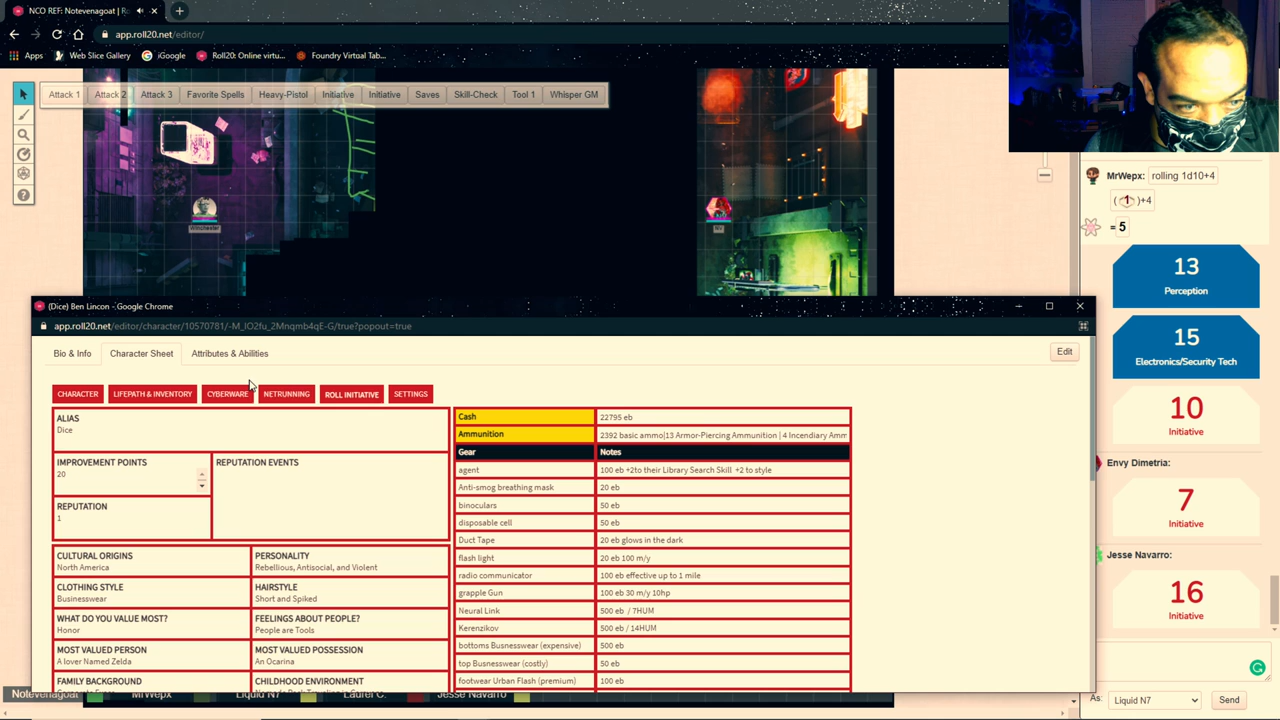 NCO REF: Notevenagoat | R
app.roll20.net/editor/
Apps Web Slice Gallery iGoogle Roll20: Online virtu... Foundry Virtual Tab...
Attack 1 Attack 2 Attack 3 Favorite Spells Heavy-Pistol Initiative Initiative Saves Skill-Check Tool 1 Whisper GM
Winchester
NV
MrWepx: rolling 1d10+4
(1)+4
= 5
13
Perception
15
Electronics/Security Tech
10
Initiative
Envy Dimetria:
7
Initiative
Jesse Navarro:
16
Initiative
As: Liquid N7 Send
(Dice) Ben Lincon - Google Chrome
app.roll20.net/editor/character/10570781/-M_IO2fu_2Mnqmb4qE-G/true?popout=true
Bio & Info Character Sheet Attributes & Abilities Edit
CHARACTER LIFEPATH & INVENTORY CYBERWARE NETRUNNING ROLL INITIATIVE SETTINGS
ALIAS
Dice
IMPROVEMENT POINTS
20
REPUTATION EVENTS
REPUTATION
1
CULTURAL ORIGINS
North America
PERSONALITY
Rebellious, Antisocial, and Violent
CLOTHING STYLE
Businesswear
HAIRSTYLE
Short and Spiked
WHAT DO YOU VALUE MOST?
Honor
FEELINGS ABOUT PEOPLE?
People are Tools
MOST VALUED PERSON
A lover Named Zelda
MOST VALUED POSSESSION
An Ocarina
FAMILY BACKGROUND
CHILDHOOD ENVIRONMENT
Cash 22795 eb
Ammunition 2392 basic ammo|13 Armor-Piercing Ammunition | 4 Incendiary Amm
Gear Notes
agent 100 eb +2to their Library Search Skill +2 to style
Anti-smog breathing mask 20 eb
binoculars 50 eb
disposable cell 50 eb
Duct Tape 20 eb glows in the dark
flash light 20 eb 100 m/y
radio communicator 100 eb effective up to 1 mile
grapple Gun 100 eb 30 m/y 10hp
Neural Link 500 eb / 7HUM
Kerenzikov 500 eb / 14HUM
bottoms Busnesswear (expensive) 500 eb
top Busnesswear (costly) 50 eb
footwear Urban Flash (premium) 100 eb
Notevenagoat MrWepx Liquid N7 Laurel C. Jesse Navarro